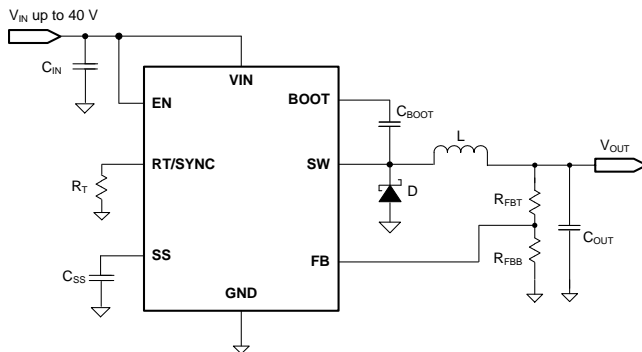 V_IN up to 40 V
C_IN
VIN
EN
BOOT
C_BOOT
L
V_OUT
RT/SYNC
SW
R_T
D
R_FBT
C_OUT
SS
FB
R_FBB
C_SS
GND